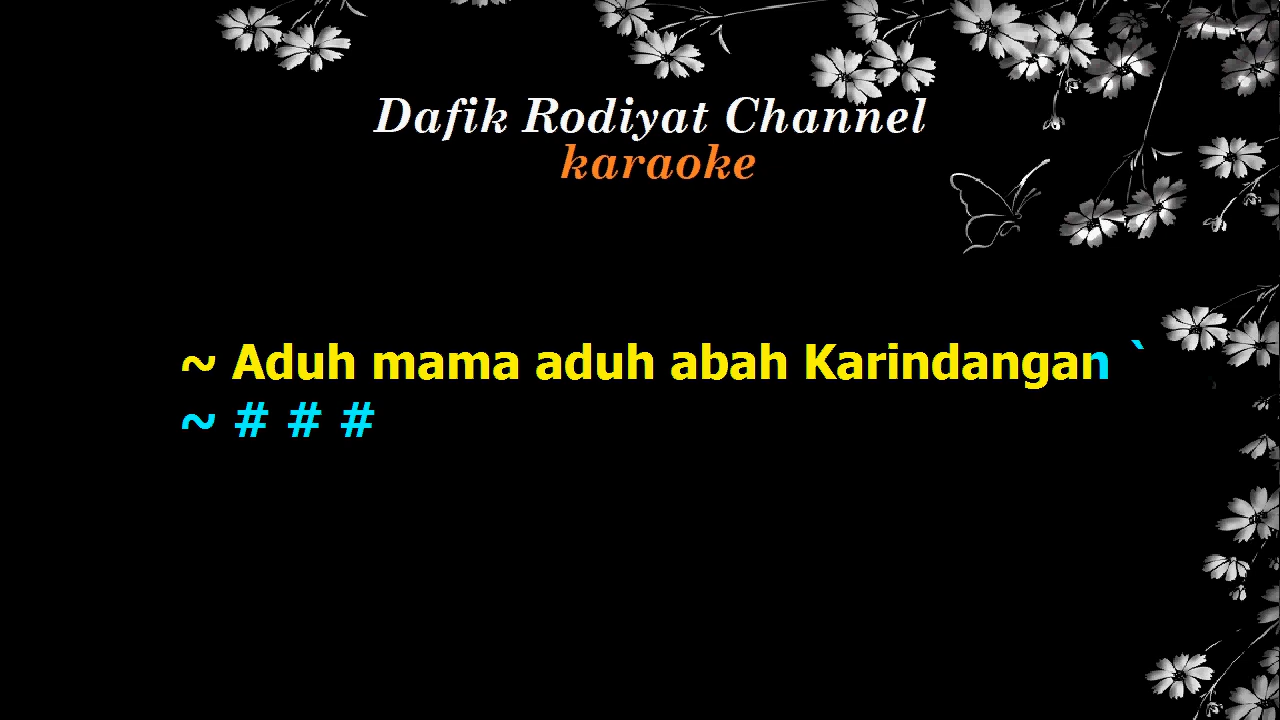 Dafik Rodiyat Channel
karaoke
~ Aduh mama aduh abah Karindangan `
~ # # #